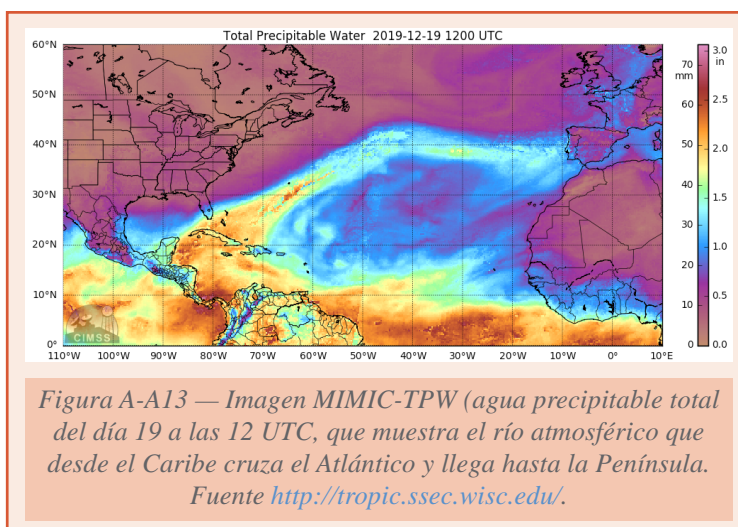 Total Precipitable Water 2019-12-19 1200 UTC
60°N
50°N
40°N
30°N
20°N
10°N
0°
110°W 100°W 90°W 80°W 70°W 60°W 50°W 40°W 30°W 20°W 10°W 0° 10°E
70
mm
60
50
40
30
20
10
0
3.0
in
2.5
2.0
1.5
1.0
0.5
0.0
CIMSS
Figura A-A13 — Imagen MIMIC-TPW (agua precipitable total
del día 19 a las 12 UTC, que muestra el río atmosférico que
desde el Caribe cruza el Atlántico y llega hasta la Península.
Fuente http://tropic.ssec.wisc.edu/.